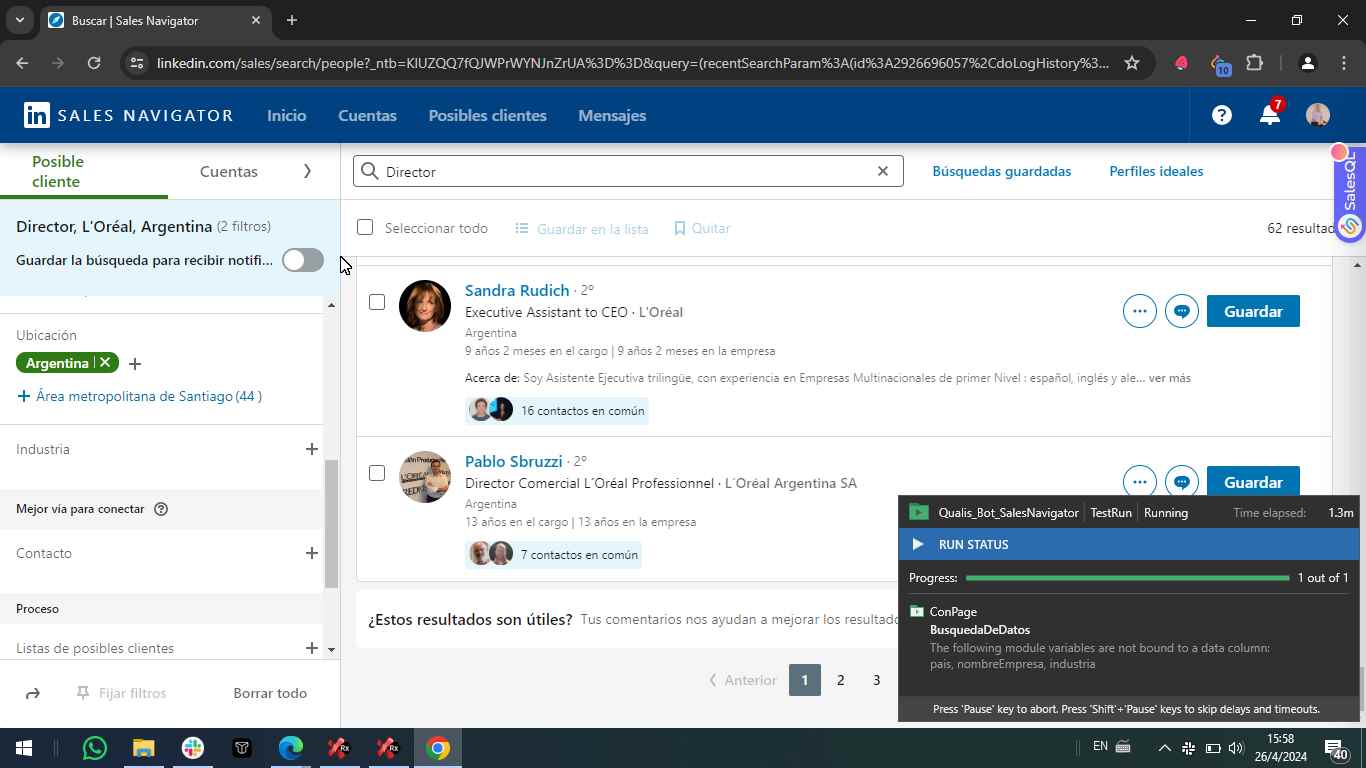 Buscar | Sales Navigator
linkedin.com/sales/search/people?_ntb=KlUZQQ7fQJWPrWYNJnZrUA%3D%3D&query=(recentSearchParam%3A(id%3A2926696057%2CdoLogHistory%3...
10
in SALES NAVIGATOR
Inicio
Cuentas
Posibles clientes
Mensajes
7
Posible cliente
Cuentas
Director
Búsquedas guardadas
Perfiles ideales
SalesQL
Director, L'Oréal, Argentina (2 filtros)
Guardar la búsqueda para recibir notifi...
Seleccionar todo
Guardar en la lista
Quitar
62 resultad
Ubicación
Argentina
Área metropolitana de Santiago (44 )
Industria
Mejor vía para conectar
Contacto
Proceso
Listas de posibles clientes
Fijar filtros
Borrar todo
Sandra Rudich · 2º
Executive Assistant to CEO · L'Oréal
Argentina
9 años 2 meses en el cargo | 9 años 2 meses en la empresa
Acerca de: Soy Asistente Ejecutiva trilingüe, con experiencia en Empresas Multinacionales de primer Nivel : español, inglés y ale... ver más
16 contactos en común
Guardar
Pablo Sbruzzi · 2º
Director Comercial L´Oréal Professionnel · L´Oréal Argentina SA
Argentina
13 años en el cargo | 13 años en la empresa
7 contactos en común
Guardar
¿Estos resultados son útiles? Tus comentarios nos ayudan a mejorar los resultado
Anterior
1
2
3
Qualis_Bot_SalesNavigator
TestRun
Running
Time elapsed: 1.3m
RUN STATUS
Progress: 1 out of 1
ConPage
BusquedaDeDatos
The following module variables are not bound to a data column:
pais, nombreEmpresa, industria
Press 'Pause' key to abort. Press 'Shift'+'Pause' keys to skip delays and timeouts.
Rx
Rx
EN
15:58
26/4/2024
40